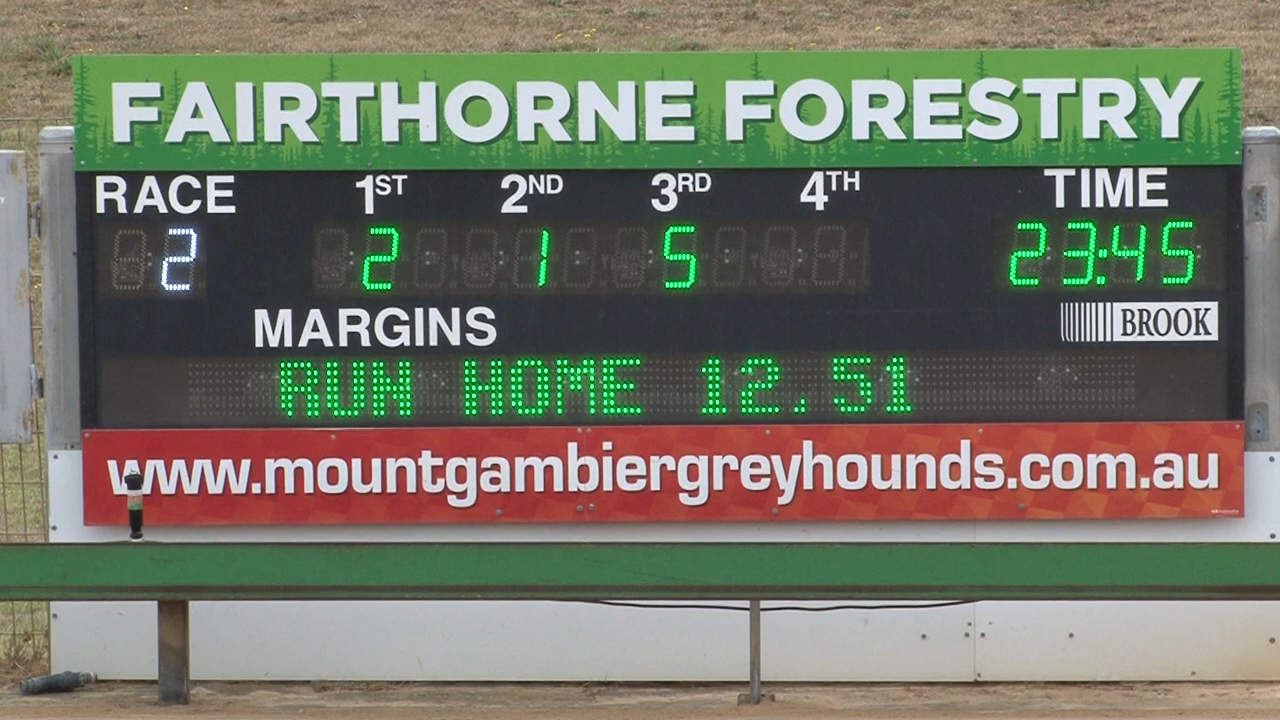 FAIRTHORNE FORESTRY
RACE 1ST 2ND 3RD 4TH TIME
2 2 1 5 23:45
MARGINS
BROOK
RUN HOME 12.51
www.mountgambiergreyhounds.com.au